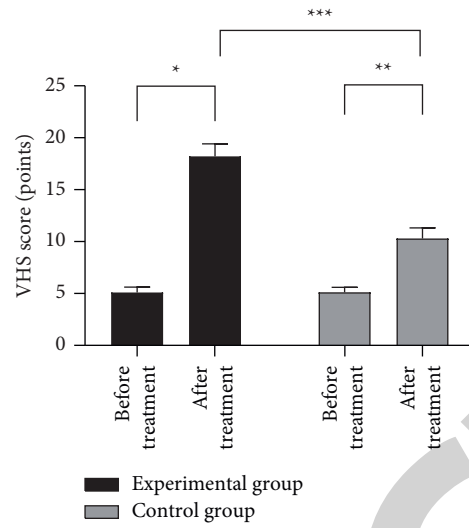 ***
*
**
25
20
15
10
5
0
VHS score (points)
Before
treatment
After
treatment
Before
treatment
After
treatment
Experimental group
Control group